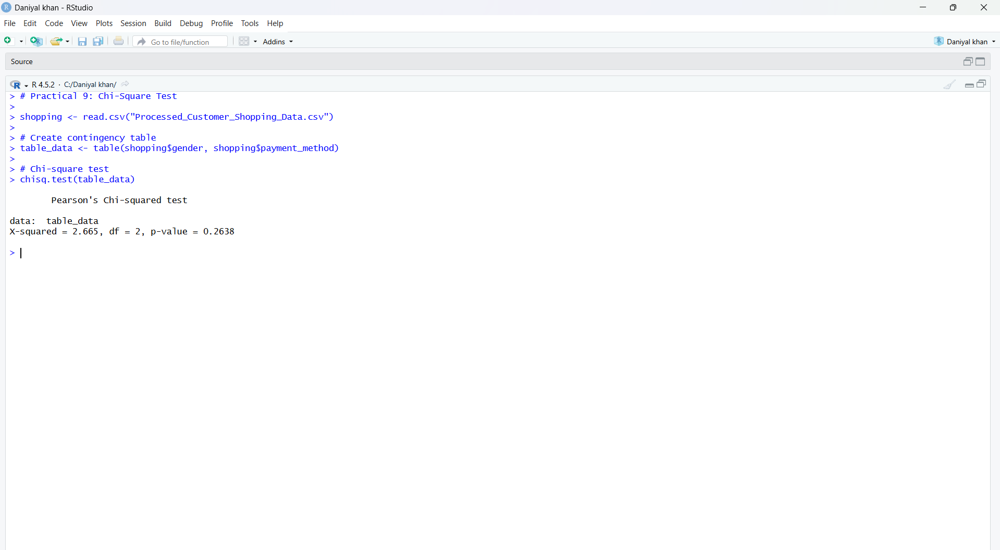 Daniyal khan - RStudio
File Edit Code View Plots Session Build Debug Profile Tools Help
Go to file/function Addins Daniyal khan
Source
R 4.5.2 · C:/Daniyal khan/
> # Practical 9: Chi-Square Test
>
> shopping <- read.csv("Processed_Customer_Shopping_Data.csv")
>
> # Create contingency table
> table_data <- table(shopping$gender, shopping$payment_method)
>
> # Chi-square test
> chisq.test(table_data)
Pearson's Chi-squared test
data:  table_data
X-squared = 2.665, df = 2, p-value = 0.2638
>